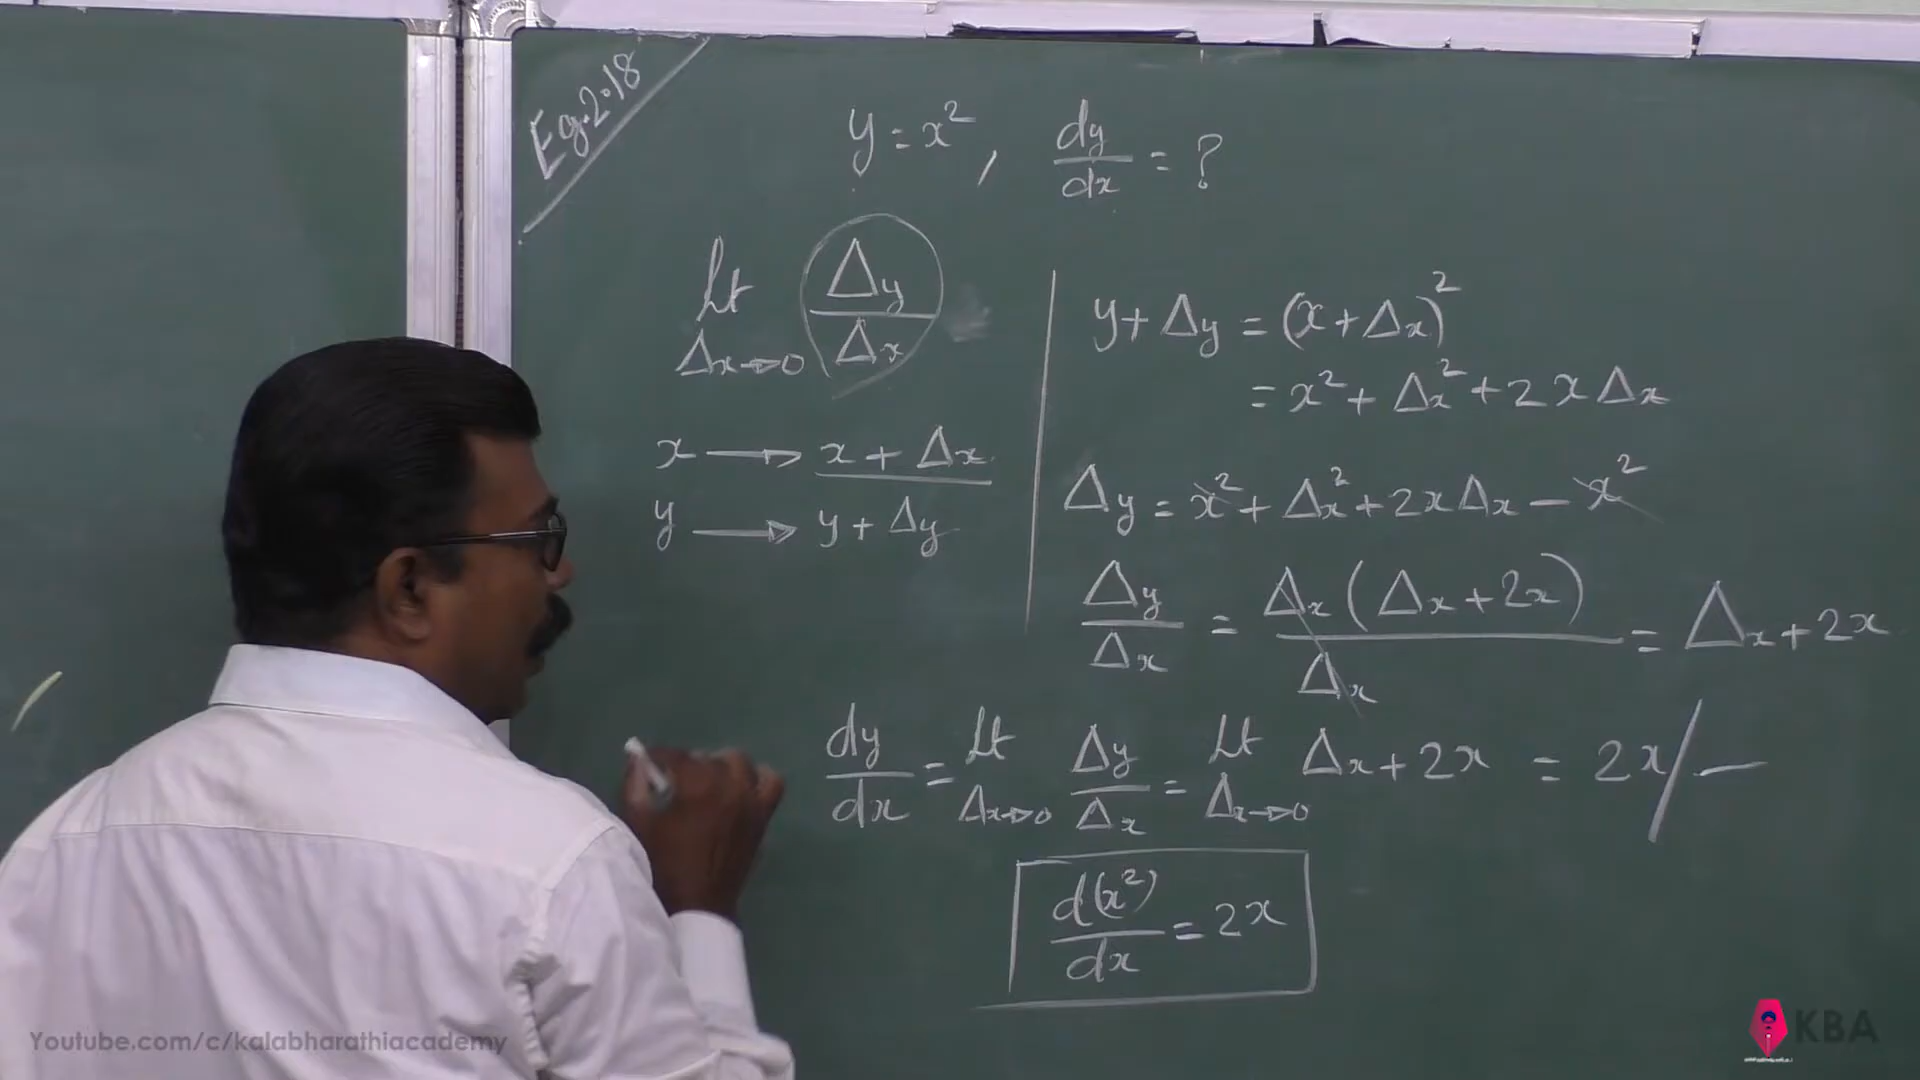 Eg.2.18
y = x², dy/dx = ?
Lt Δx→0 Δy/Δx
x → x + Δx
y → y + Δy
y + Δy = (x + Δx)²
= x² + Δx² + 2xΔx
Δy = x² + Δx² + 2xΔx − x²
Δy/Δx = Δx(Δx + 2x)/Δx = Δx + 2x
dy/dx = Lt Δx→0 Δy/Δx = Lt Δx→0 Δx + 2x = 2x/–
d(x²)/dx = 2x
Youtube.com/c/kalabharathiacademy
KBA